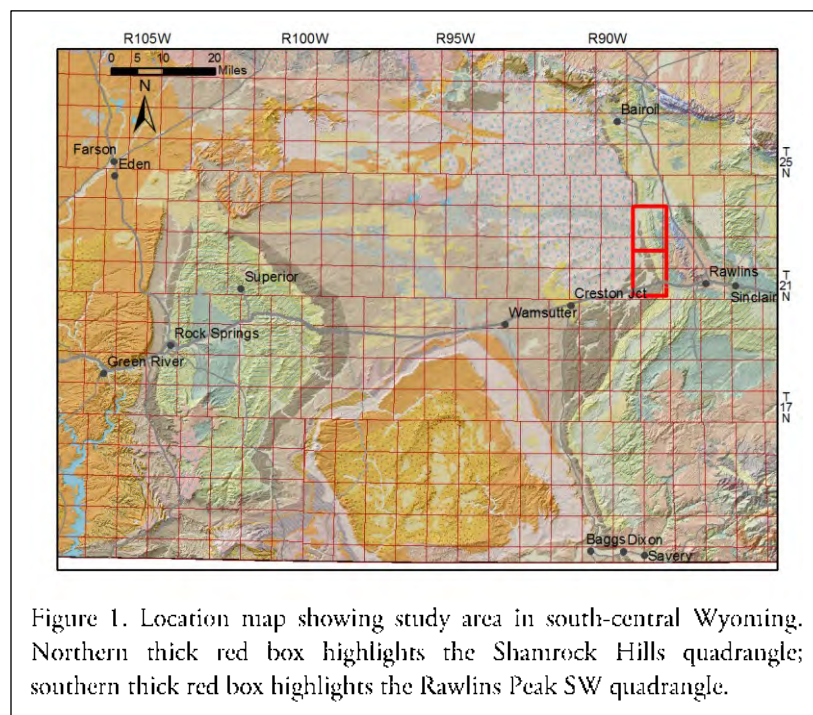 R105W R100W R95W R90W
0 5 10 20
Miles
N
Bairoil
Farson
Eden
T
25
N
Superior
Rawlins
T
21
N
Creston Jct
Sinclair
Wamsutter
Rock Springs
Green River
T
17
N
Baggs Dixon
Savery
Figure 1. Location map showing study area in south-central Wyoming.
Northern thick red box highlights the Shamrock Hills quadrangle;
southern thick red box highlights the Rawlins Peak SW quadrangle.